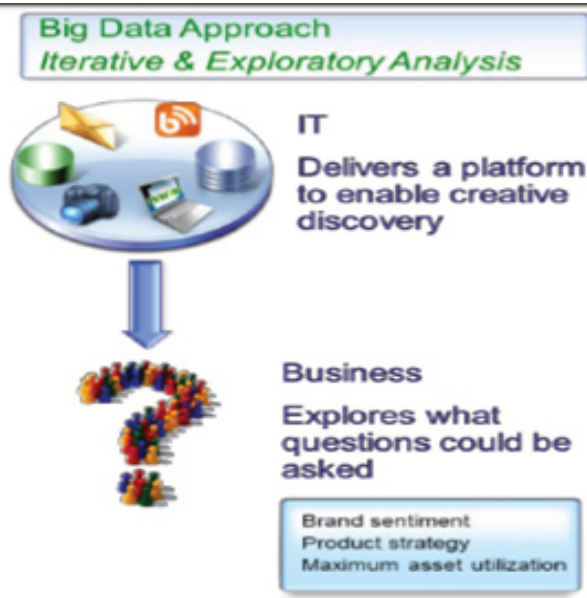 Big Data Approach
Iterative & Exploratory Analysis
IT
Delivers a platform
to enable creative
discovery
Business
Explores what
questions could be
asked
Brand sentiment
Product strategy
Maximum asset utilization